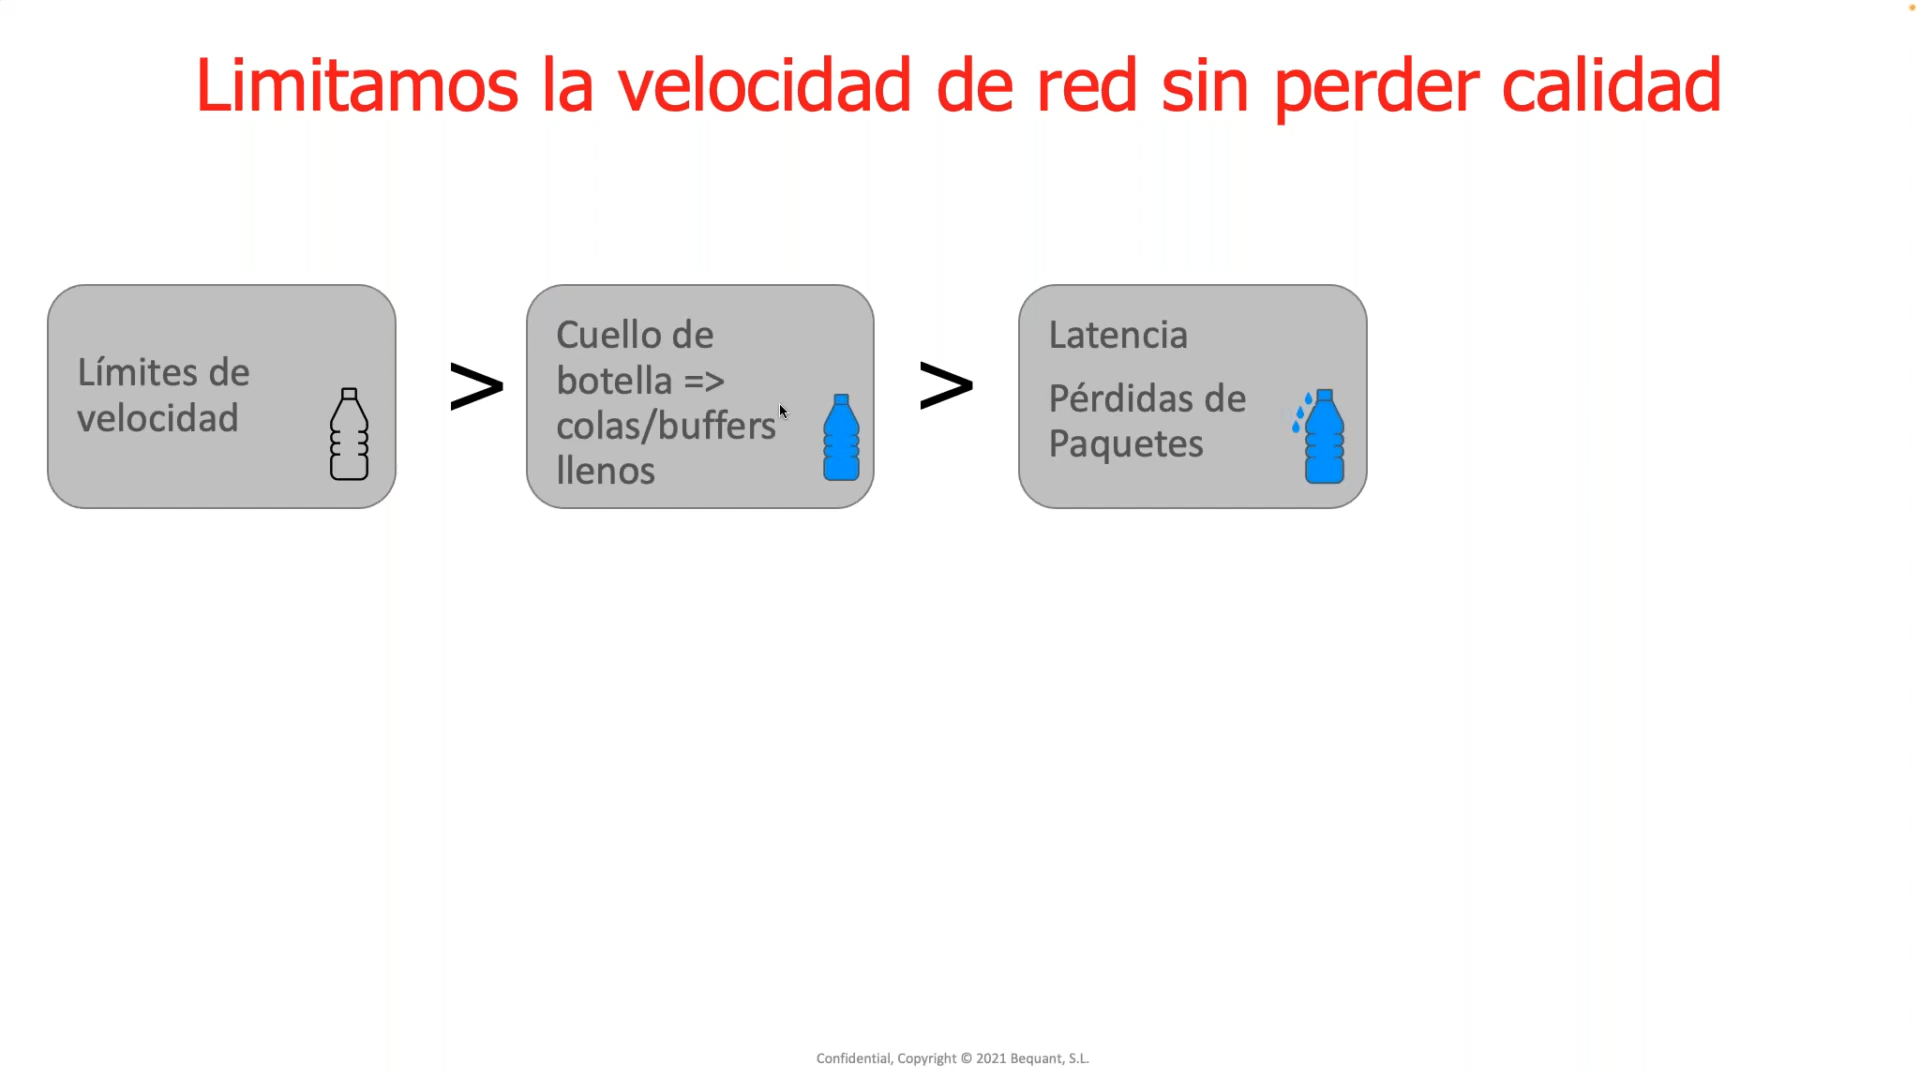 Limitamos la velocidad de red sin perder calidad
Límites de
velocidad
>
Cuello de
botella =>
colas/buffers
llenos
>
Latencia
Pérdidas de
Paquetes
Confidential, Copyright © 2021 Bequant, S.L.